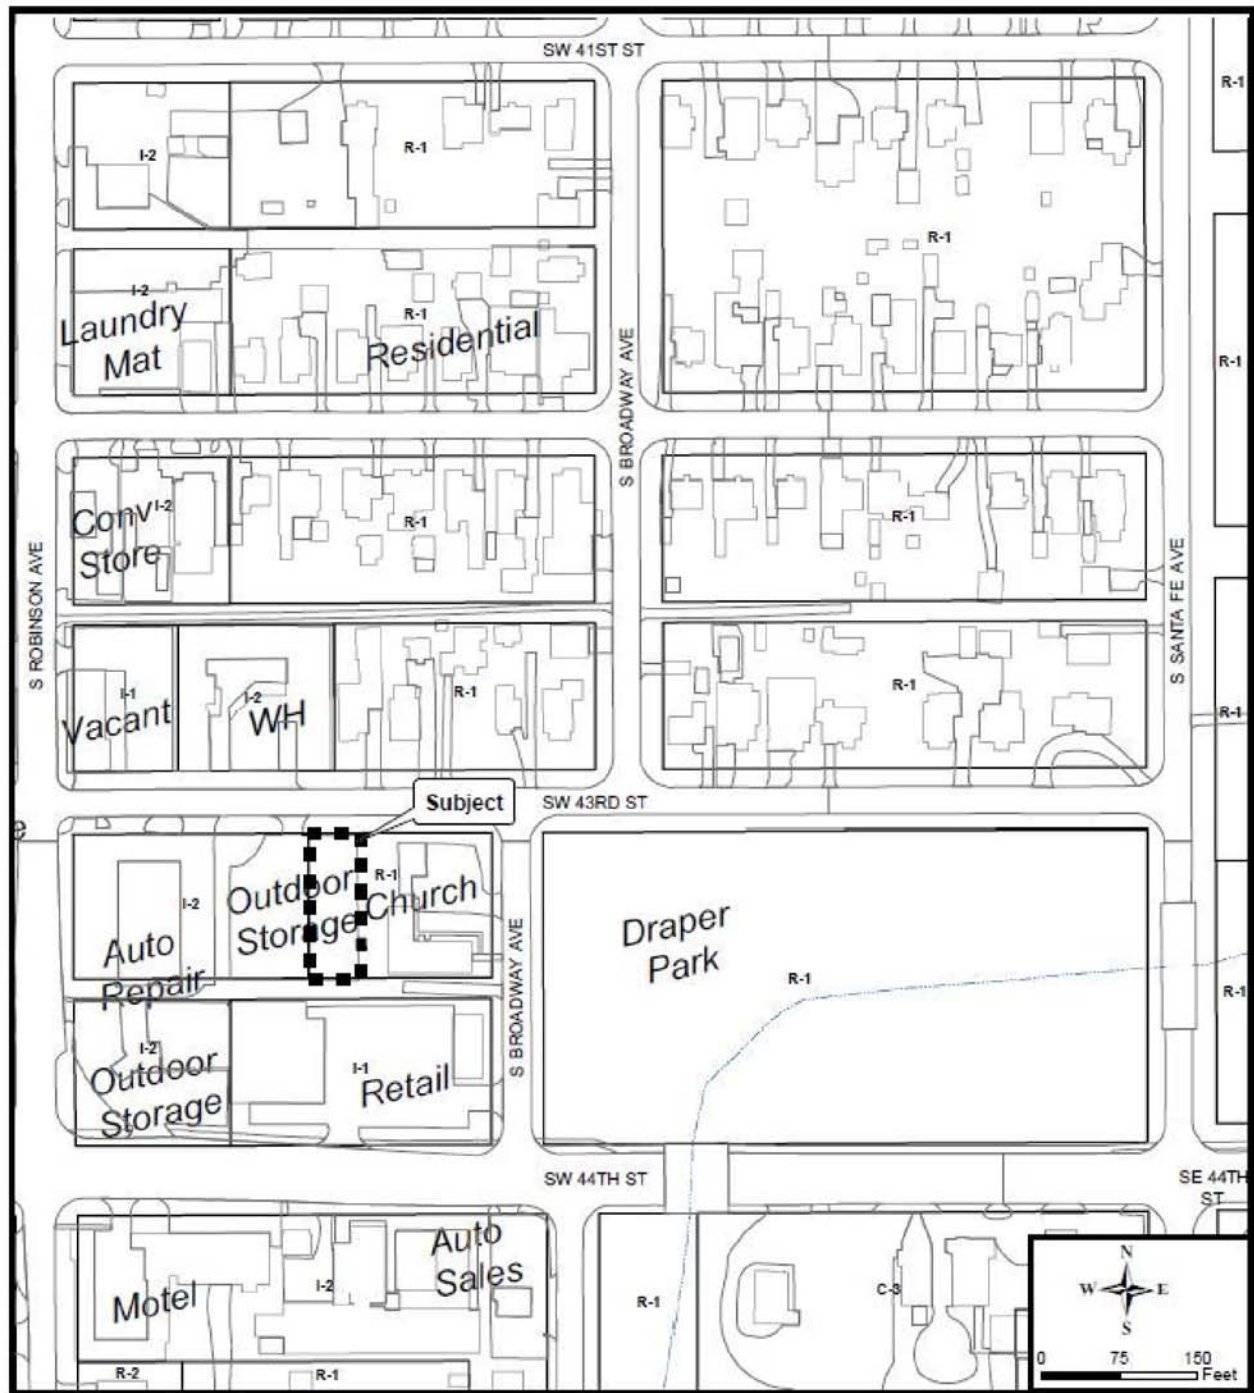 SW 41ST ST
R-1
I-2
R-1
R-1
I-2
Laundry
Mat
R-1
Residential
S BROADWAY AVE
R-1
Conv
Store
I-2
R-1
R-1
S ROBINSON AVE
S SANTA FE AVE
I-1
Vacant
I-2
WH
R-1
R-1
R-1
Subject
SW 43RD ST
e
Outdoor
Storage
R-1
Church
I-2
Auto
Repair
S BROADWAY AVE
Draper
Park
R-1
R-1
I-2
Outdoor
Storage
I-1
Retail
SW 44TH ST
SE 44TH
ST
Motel
I-2
Auto
Sales
R-1
C-3
R-2
R-1
N
W E
S
0 75 150
Feet